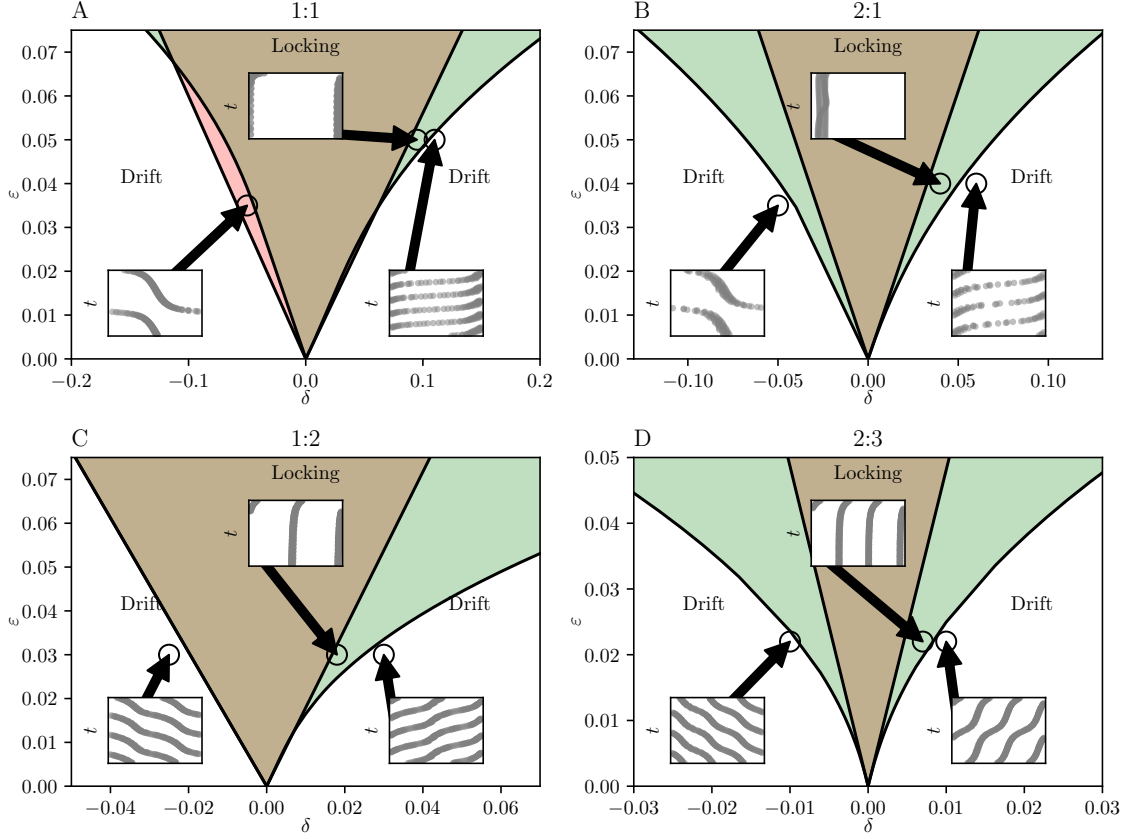 A 1:1
0.07
0.06
0.05
0.04
0.03
0.02
0.01
0.00
ε
Locking
Drift
Drift
t
t
t
−0.2 −0.1 0.0 0.1 0.2
δ
B 2:1
0.07
0.06
0.05
0.04
0.03
0.02
0.01
0.00
ε
Locking
Drift
Drift
t
t
t
−0.10 −0.05 0.00 0.05 0.10
δ
C 1:2
0.07
0.06
0.05
0.04
0.03
0.02
0.01
0.00
ε
Locking
Drift
Drift
t
t
t
−0.04 −0.02 0.00 0.02 0.04 0.06
δ
D 2:3
0.05
0.04
0.03
0.02
0.01
0.00
ε
Locking
Drift
Drift
t
t
t
−0.03 −0.02 −0.01 0.00 0.01 0.02 0.03
δ